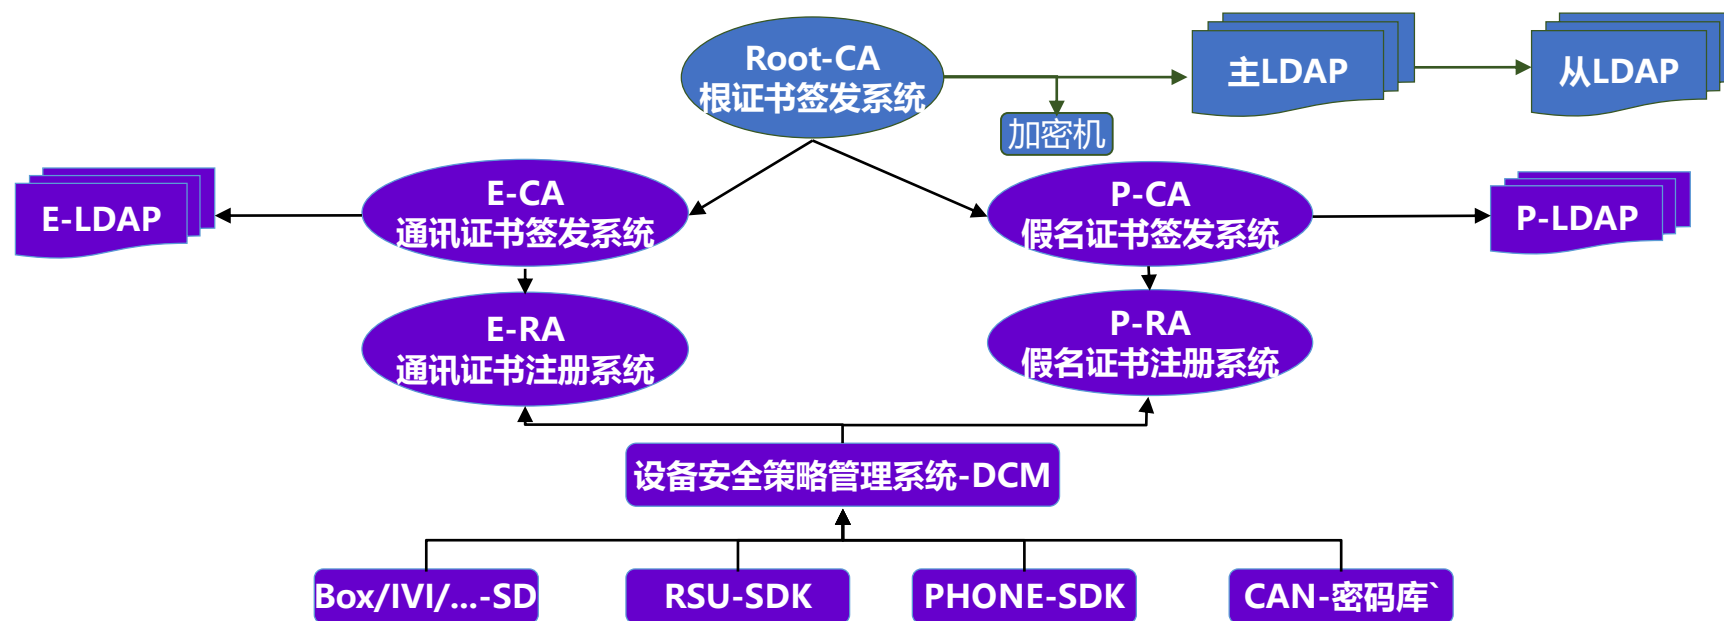 Root-CA
根证书签发系统
主LDAP
从LDAP
加密机
E-LDAP
E-CA
通讯证书签发系统
P-CA
假名证书签发系统
P-LDAP
E-RA
通讯证书注册系统
P-RA
假名证书注册系统
设备安全策略管理系统-DCM
Box/IVI/...-SD
RSU-SDK
PHONE-SDK
CAN-密码库`